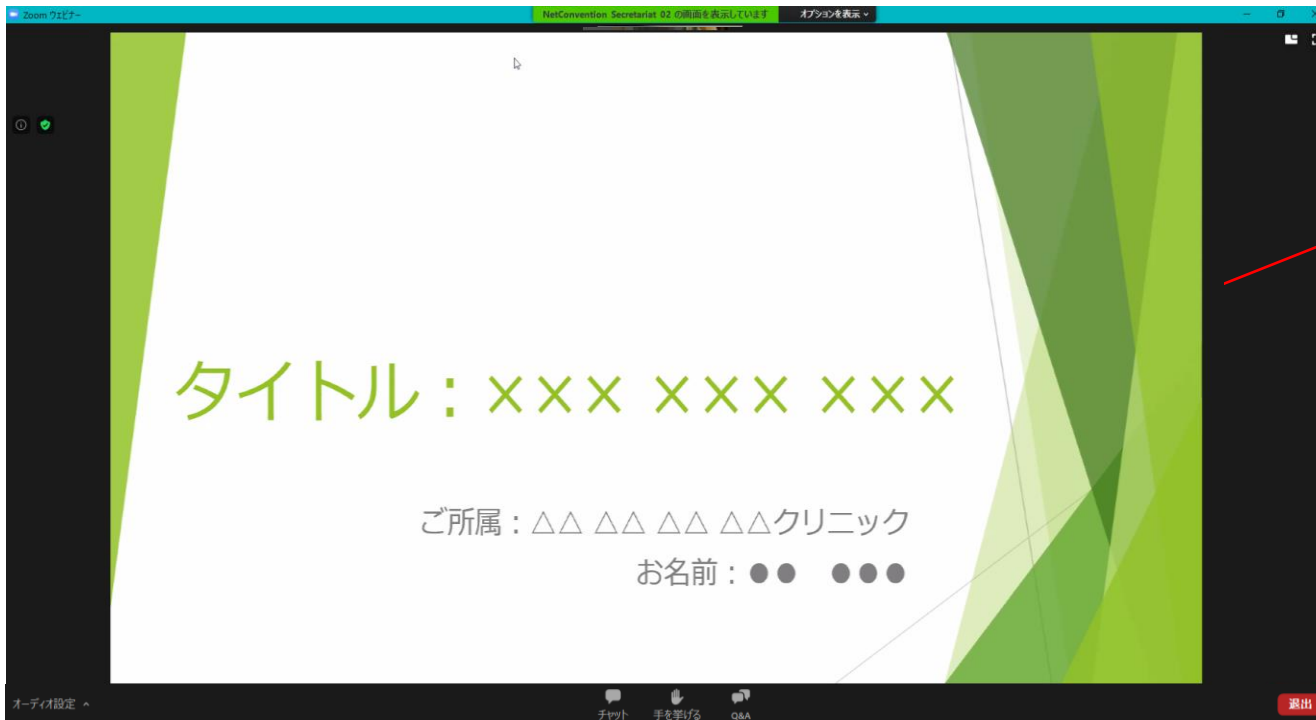 Zoom ウェビナー
NetConvention Secretariat 02 の画面を表示しています
オプションを表示
タイトル：××× ××× ×××
ご所属：△△ △△ △△ △△クリニック
お名前：●●　●●●
オーディオ設定
チャット
手を挙げる
Q&A
退出